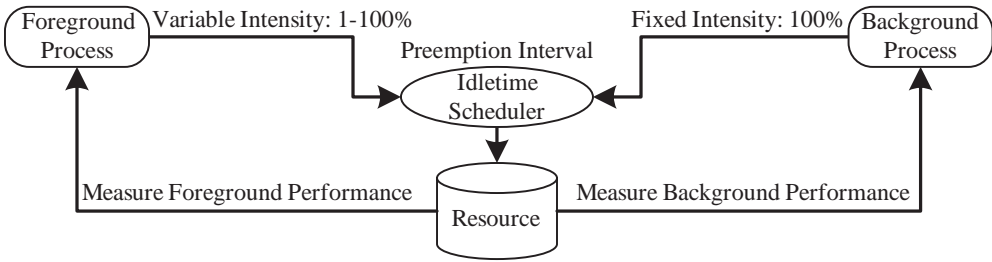 Foreground
Process
Variable Intensity: 1-100%
Preemption Interval
Idletime
Scheduler
Fixed Intensity: 100%
Background
Process
Measure Foreground Performance
Resource
Measure Background Performance